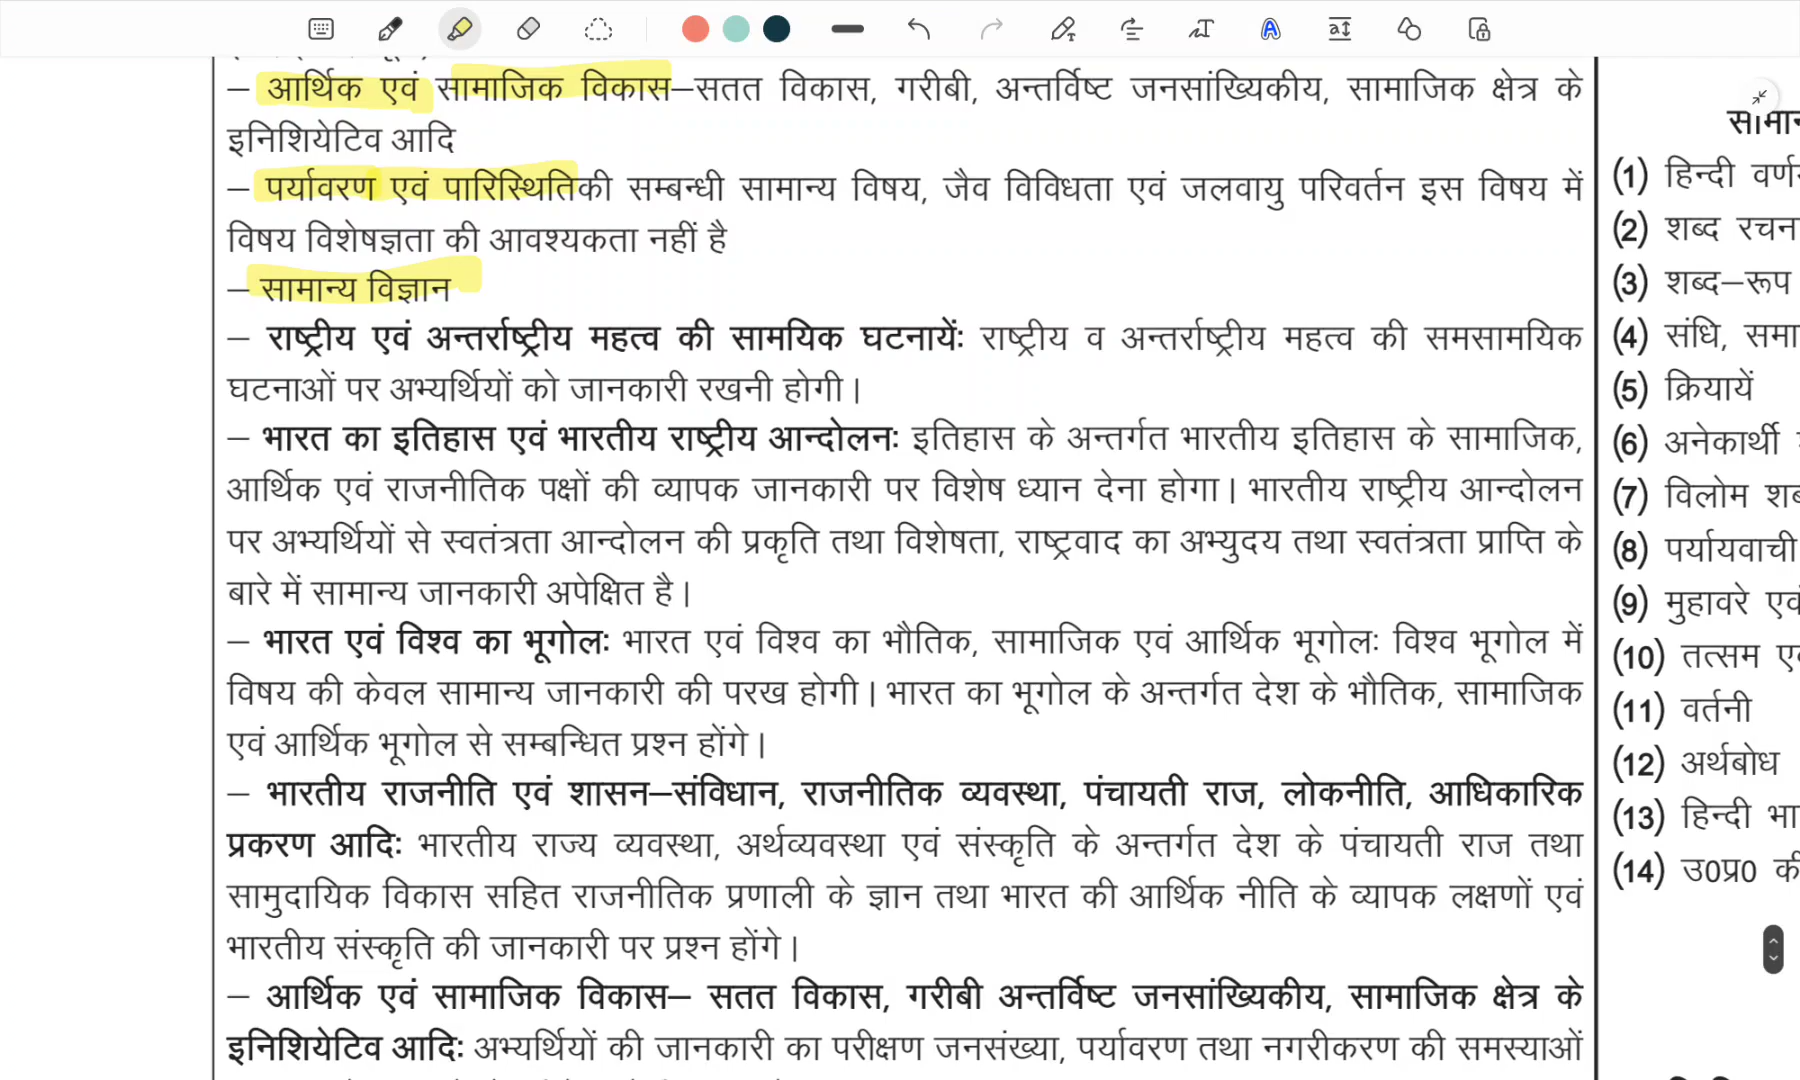 – आर्थिक एवं सामाजिक विकास–सतत विकास, गरीबी, अन्तर्विष्ट जनसांख्यिकीय, सामाजिक क्षेत्र के
इनिशियेटिव आदि
– पर्यावरण एवं पारिस्थितिकी सम्बन्धी सामान्य विषय, जैव विविधता एवं जलवायु परिवर्तन इस विषय में
विषय विशेषज्ञता की आवश्यकता नहीं है
– सामान्य विज्ञान
– राष्ट्रीय एवं अन्तर्राष्ट्रीय महत्व की सामयिक घटनायें: राष्ट्रीय व अन्तर्राष्ट्रीय महत्व की समसामयिक
घटनाओं पर अभ्यर्थियों को जानकारी रखनी होगी।
– भारत का इतिहास एवं भारतीय राष्ट्रीय आन्दोलन: इतिहास के अन्तर्गत भारतीय इतिहास के सामाजिक,
आर्थिक एवं राजनीतिक पक्षों की व्यापक जानकारी पर विशेष ध्यान देना होगा। भारतीय राष्ट्रीय आन्दोलन
पर अभ्यर्थियों से स्वतंत्रता आन्दोलन की प्रकृति तथा विशेषता, राष्ट्रवाद का अभ्युदय तथा स्वतंत्रता प्राप्ति के
बारे में सामान्य जानकारी अपेक्षित है।
– भारत एवं विश्व का भूगोल: भारत एवं विश्व का भौतिक, सामाजिक एवं आर्थिक भूगोल: विश्व भूगोल में
विषय की केवल सामान्य जानकारी की परख होगी। भारत का भूगोल के अन्तर्गत देश के भौतिक, सामाजिक
एवं आर्थिक भूगोल से सम्बन्धित प्रश्न होंगे।
– भारतीय राजनीति एवं शासन–संविधान, राजनीतिक व्यवस्था, पंचायती राज, लोकनीति, आधिकारिक
प्रकरण आदि: भारतीय राज्य व्यवस्था, अर्थव्यवस्था एवं संस्कृति के अन्तर्गत देश के पंचायती राज तथा
सामुदायिक विकास सहित राजनीतिक प्रणाली के ज्ञान तथा भारत की आर्थिक नीति के व्यापक लक्षणों एवं
भारतीय संस्कृति की जानकारी पर प्रश्न होंगे।
– आर्थिक एवं सामाजिक विकास– सतत विकास, गरीबी अन्तर्विष्ट जनसांख्यिकीय, सामाजिक क्षेत्र के
इनिशियेटिव आदि: अभ्यर्थियों की जानकारी का परीक्षण जनसंख्या, पर्यावरण तथा नगरीकरण की समस्याओं
(1) हिन्दी
(2) शब्द
(3) शब्द–रूप
(4) संधि,
(5) क्रियायें
(6) अनेकार्थी
(7) विलोम
(8) पर्यायवाची
(9) मुहावरे
(10) तत्सम
(11) वर्तनी
(12) अर्थबोध
(13) हिन्दी
(14) उ0प्र0